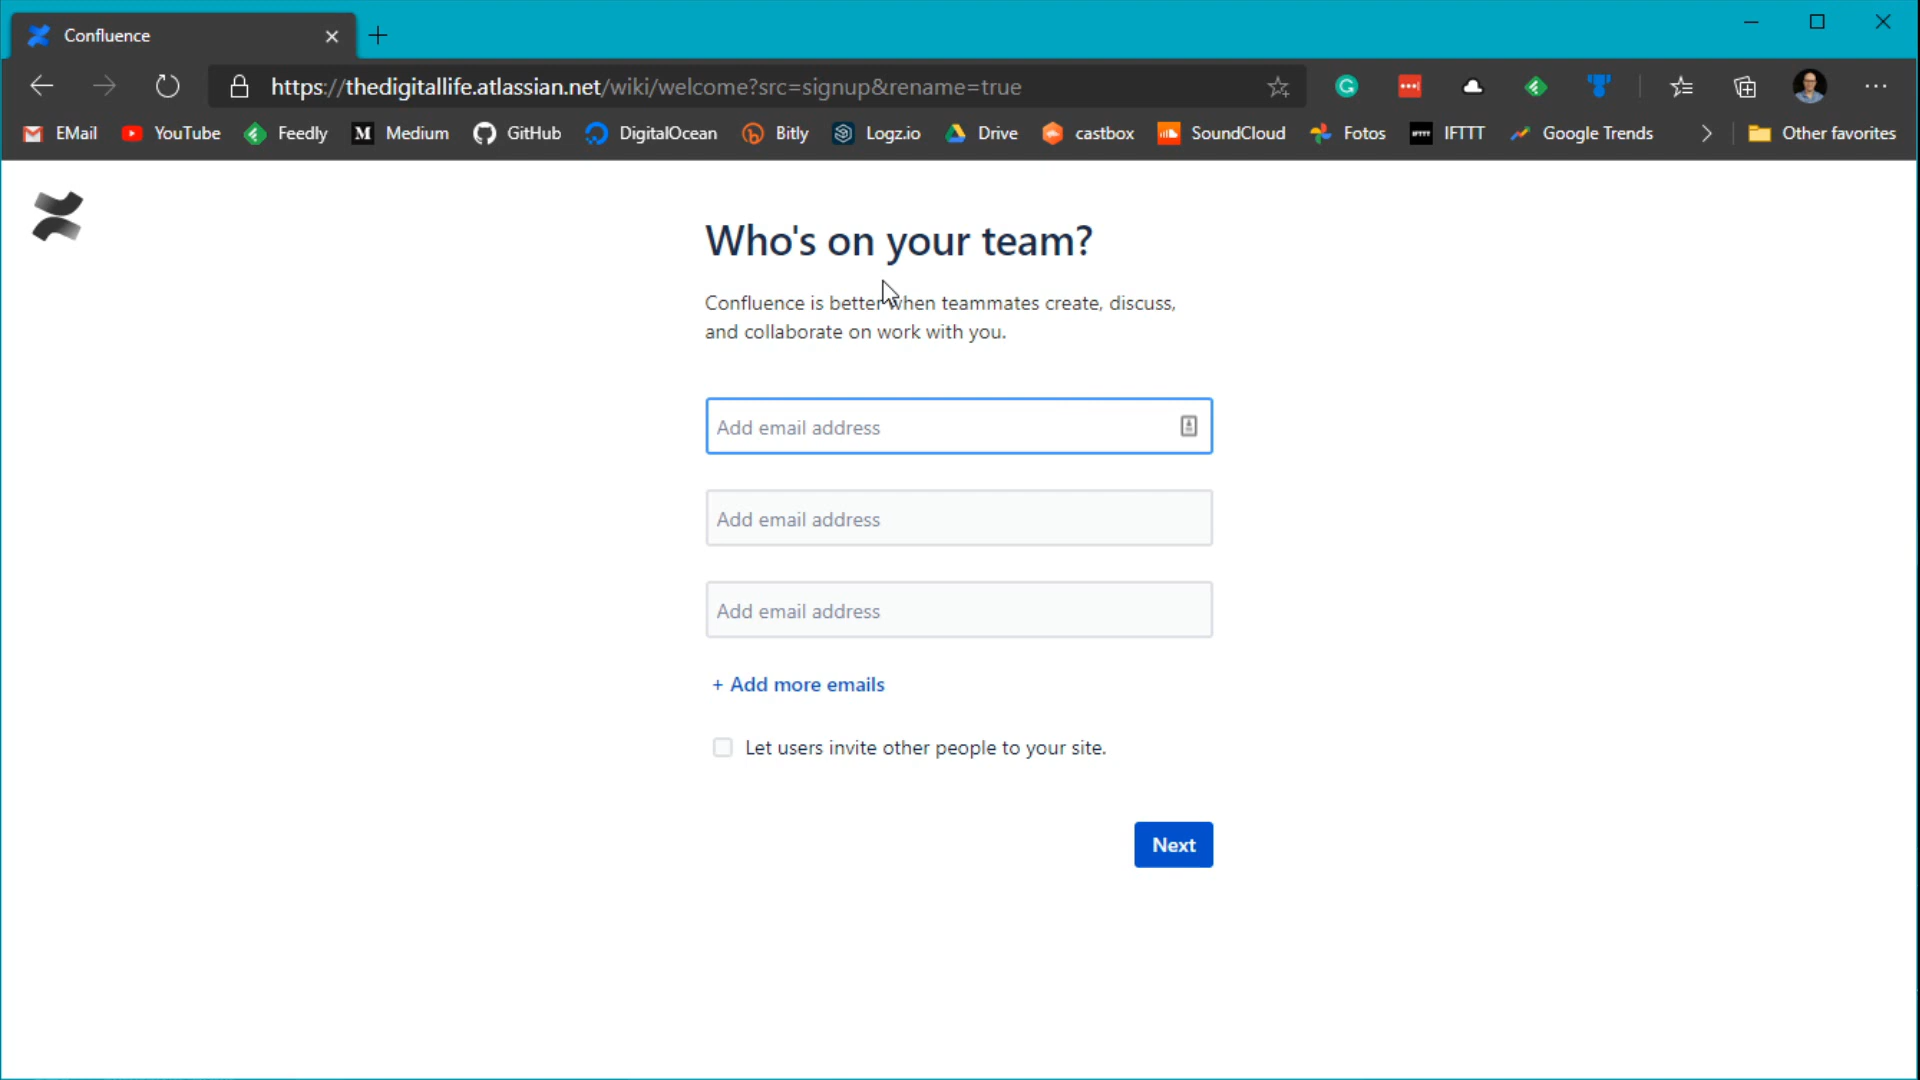 Confluence
https://thedigitallife.atlassian.net/wiki/welcome?src=signup&rename=true
EMail YouTube Feedly Medium GitHub DigitalOcean Bitly Logz.io Drive castbox SoundCloud Fotos IFTTT Google Trends Other favorites
Who's on your team?
Confluence is better when teammates create, discuss,
and collaborate on work with you.
Add email address
Add email address
Add email address
+ Add more emails
Let users invite other people to your site.
Next